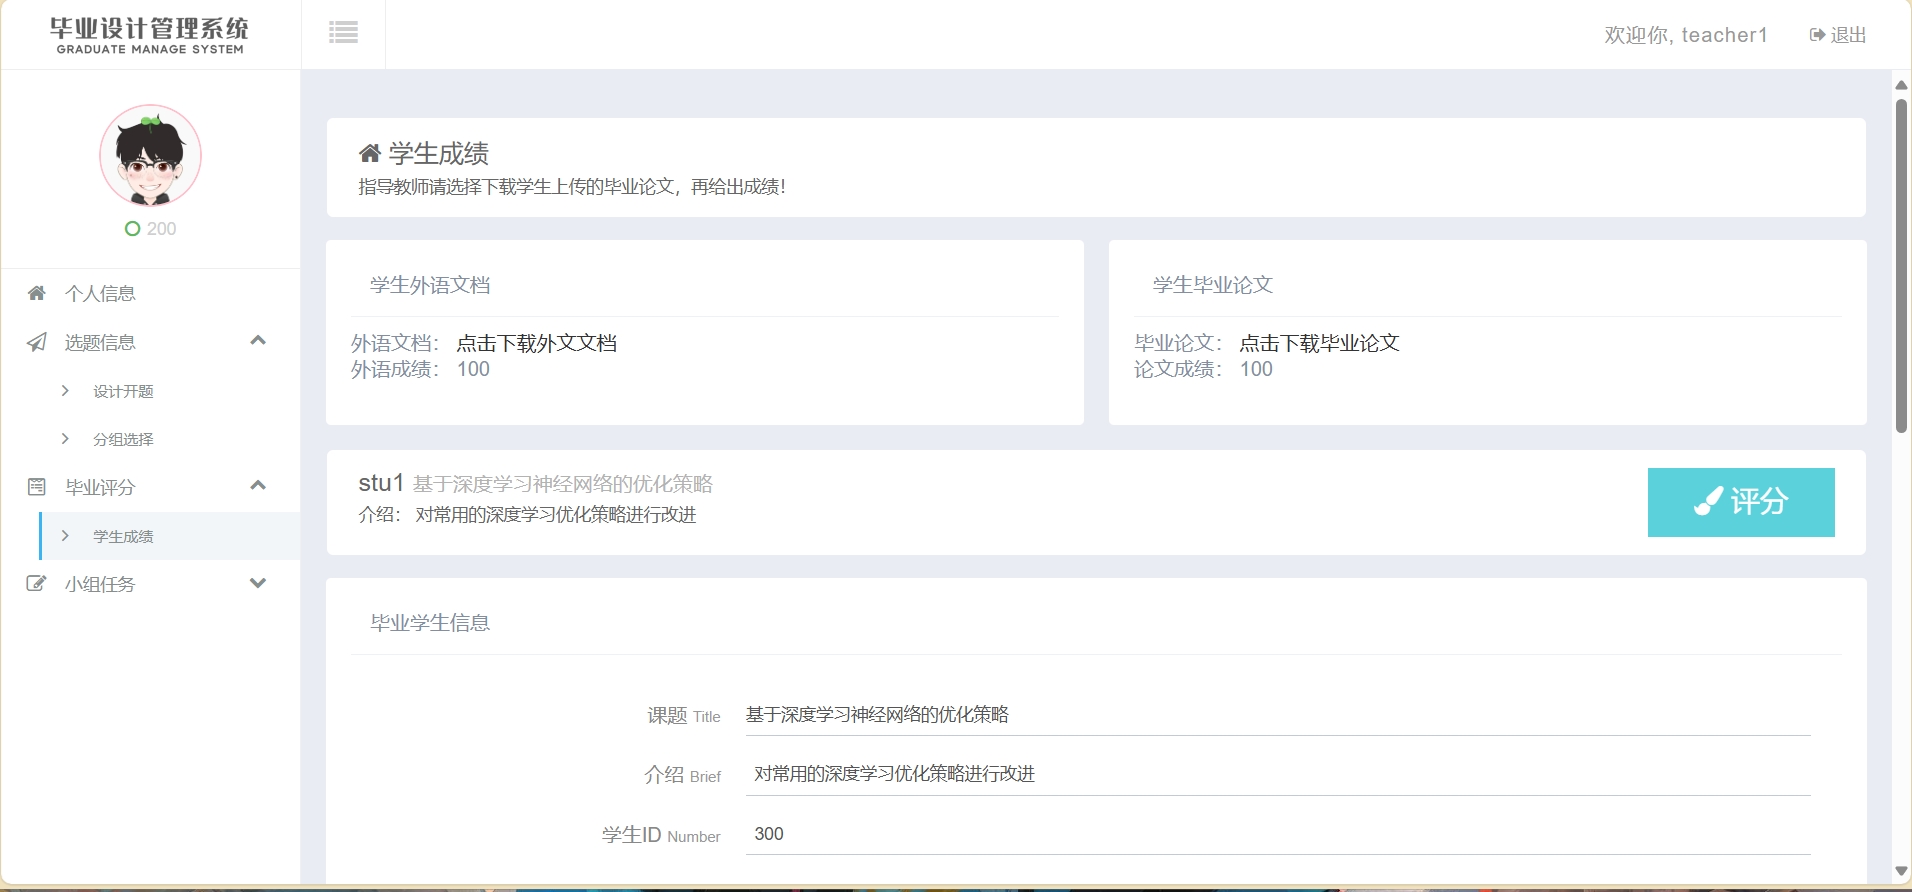 毕业设计管理系统
GRADUATE MANAGE SYSTEM
欢迎你, teacher1
退出
200
个人信息
选题信息
设计开题
分组选择
毕业评分
学生成绩
小组任务
学生成绩
指导教师请选择下载学生上传的毕业论文，再给出成绩！
学生外语文档
外语文档： 点击下载外文文档
外语成绩： 100
学生毕业论文
毕业论文： 点击下载毕业论文
论文成绩： 100
stu1 基于深度学习神经网络的优化策略
介绍： 对常用的深度学习优化策略进行改进
评分
毕业学生信息
课题 Title 基于深度学习神经网络的优化策略
介绍 Brief 对常用的深度学习优化策略进行改进
学生ID Number 300